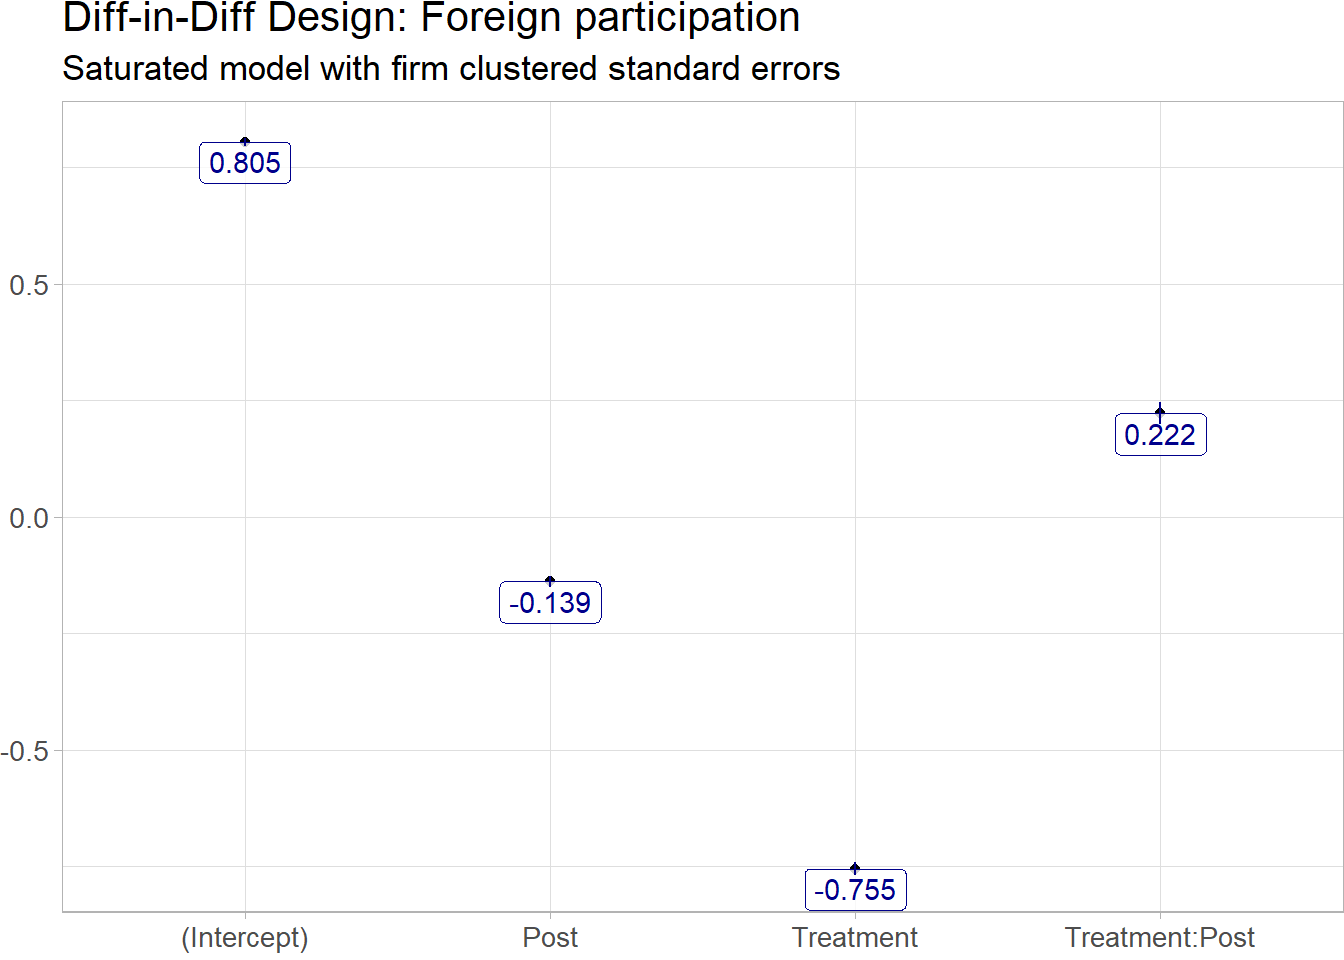 Diff-in-Diff Design: Foreign participation
Saturated model with firm clustered standard errors
0.805
0.5
0.222
0.0
-0.139
-0.5
-0.755
(Intercept) Post Treatment Treatment:Post